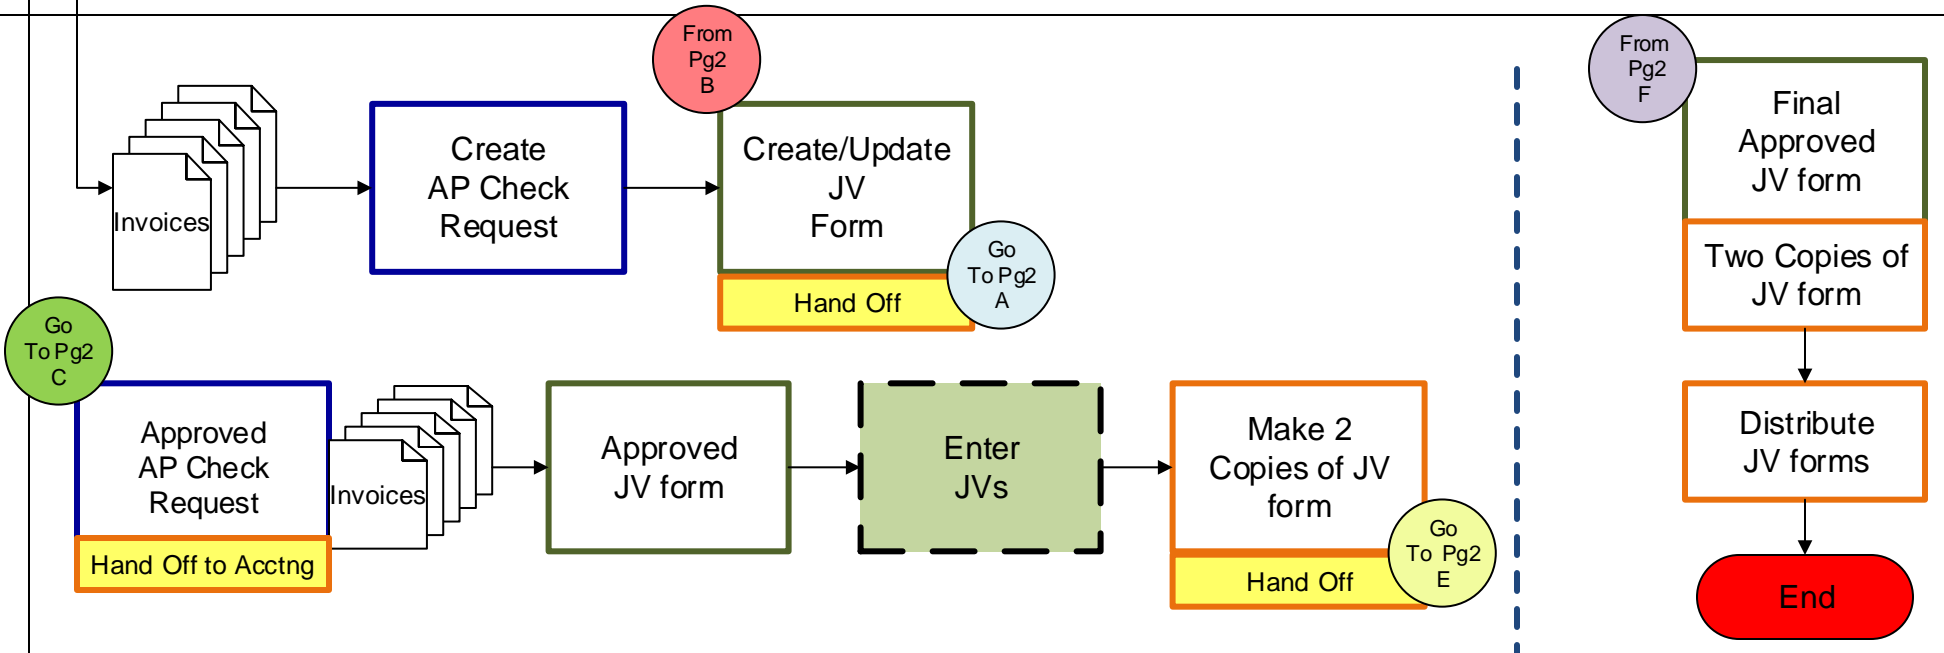 From
Pg2
B
From
Pg2
F
Invoices
Create
AP Check
Request
Create/Update
JV
Form
Go
To Pg2
A
Hand Off
Final
Approved
JV form
Two Copies of
JV form
Go
To Pg2
C
Approved
AP Check
Request
Hand Off to Acctng
Invoices
Approved
JV form
Enter
JVs
Make 2
Copies of JV
form
Go
To Pg2
E
Hand Off
Distribute
JV forms
End